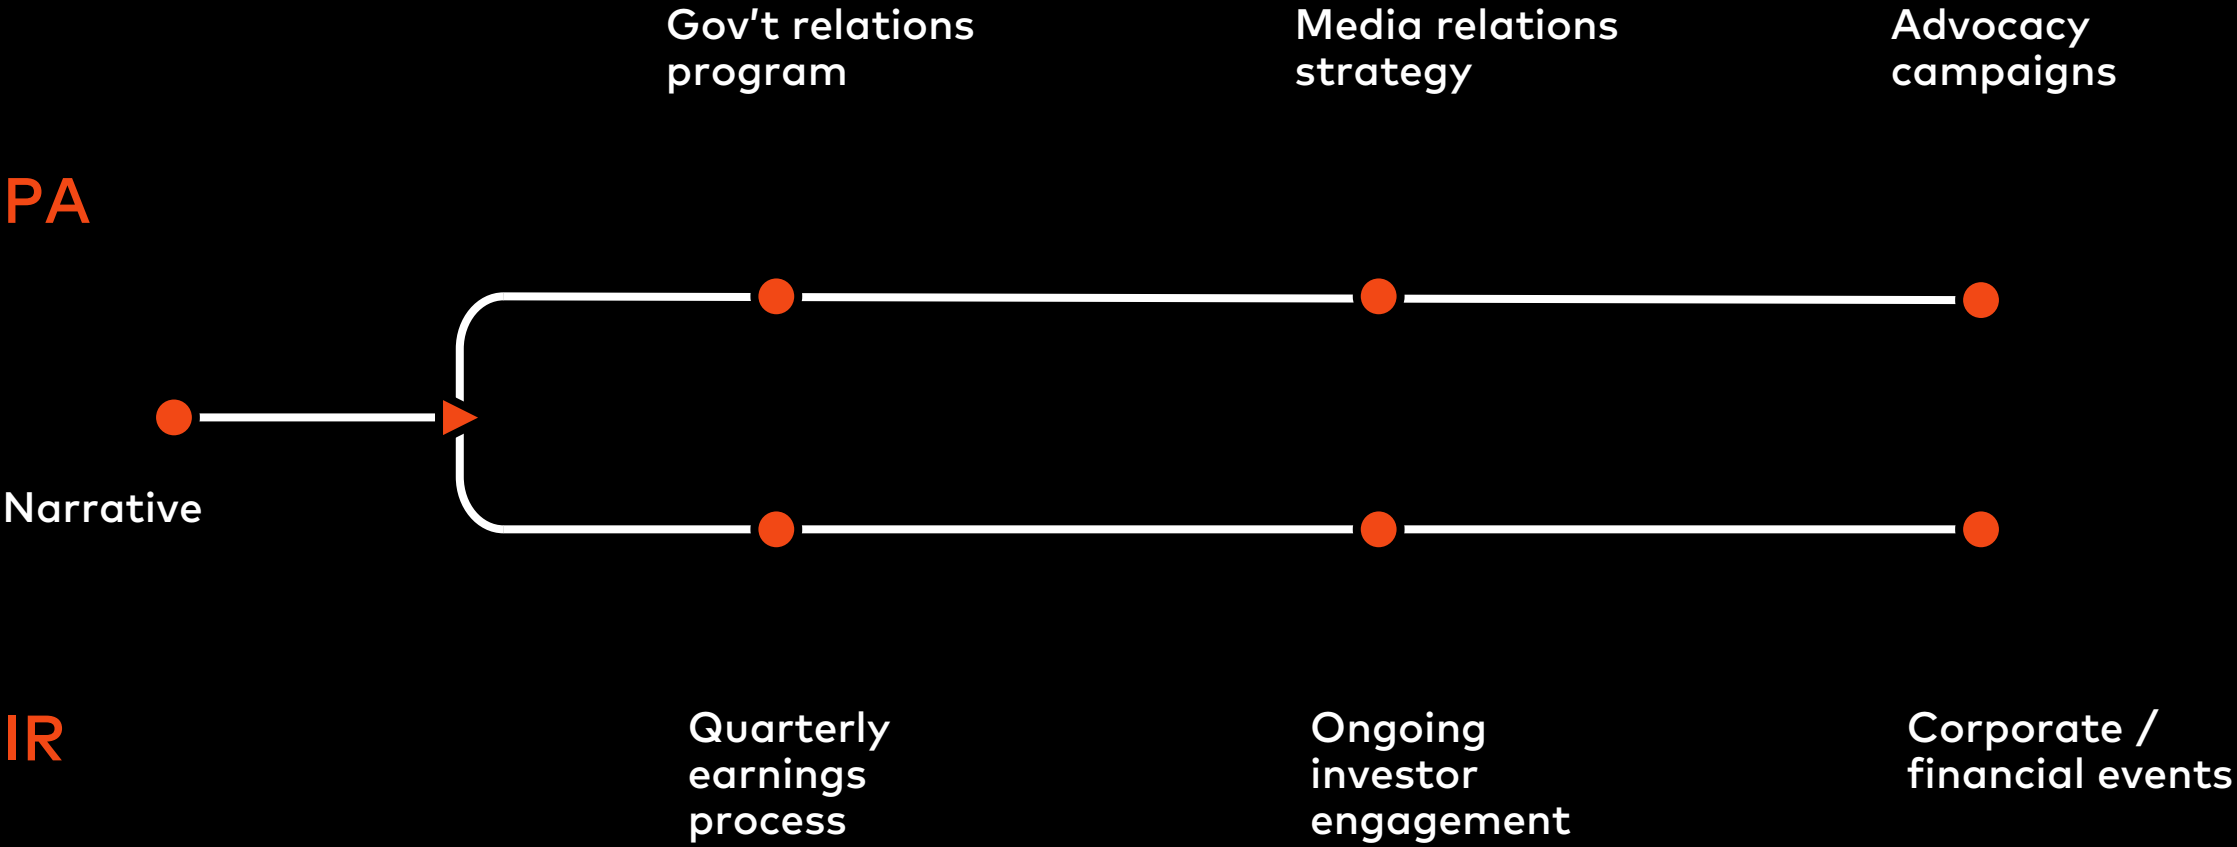 Gov’t relations
program
Media relations
strategy
Advocacy
campaigns
PA
Narrative
IR
Quarterly
earnings
process
Ongoing
investor
engagement
Corporate /
financial events